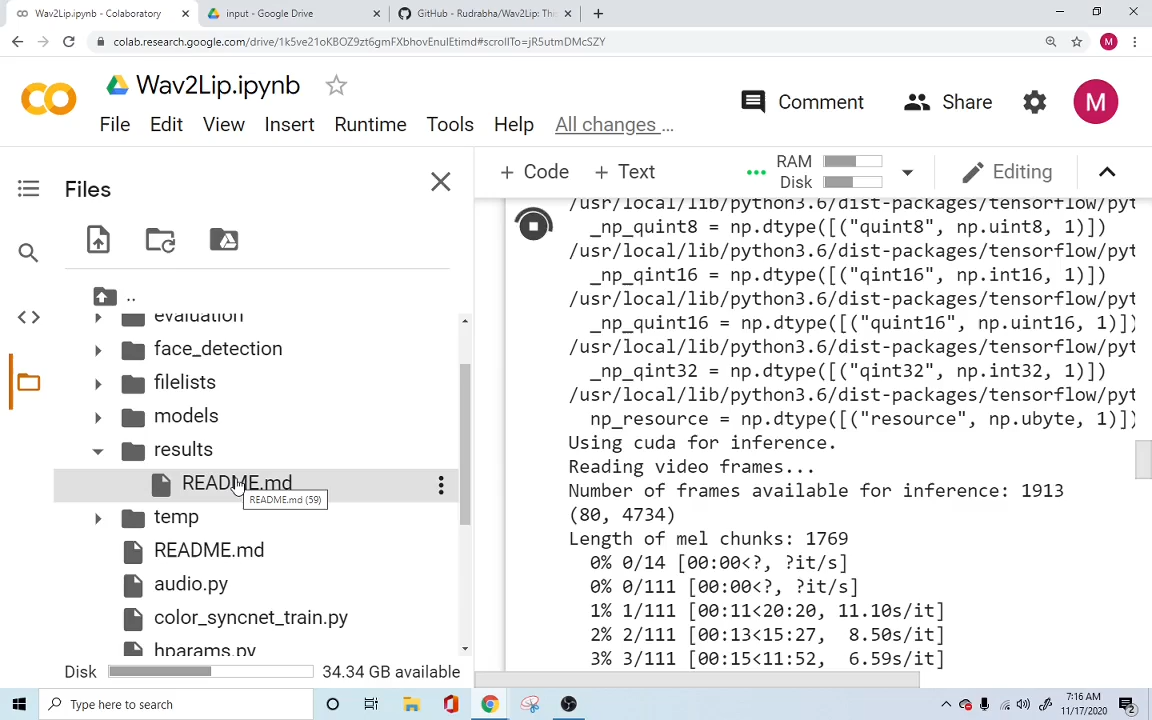 Wav2Lip.ipynb - Colaboratory
input - Google Drive
GitHub - Rudrabha/Wav2Lip: Thi
colab.research.google.com/drive/1k5ve21oKBOZ9zt6gmFXbhovEnulEtimd#scrollTo=jR5utmDMcSZY
M
CO
Wav2Lip.ipynb
Comment
Share
M
File Edit View Insert Runtime Tools Help All changes ...
Files
+ Code + Text
RAM
Disk
Editing
..
evaluation
face_detection
filelists
models
results
README.md
README.md (59)
temp
README.md
audio.py
color_syncnet_train.py
hparams.py
Disk 34.34 GB available
/usr/local/lib/python3.6/dist-packages/tensorflow/pyt
_np_quint8 = np.dtype([("quint8", np.uint8, 1)])
/usr/local/lib/python3.6/dist-packages/tensorflow/pyt
_np_qint16 = np.dtype([("qint16", np.int16, 1)])
/usr/local/lib/python3.6/dist-packages/tensorflow/pyt
_np_quint16 = np.dtype([("quint16", np.uint16, 1)])
/usr/local/lib/python3.6/dist-packages/tensorflow/pyt
_np_qint32 = np.dtype([("qint32", np.int32, 1)])
/usr/local/lib/python3.6/dist-packages/tensorflow/pyt
np_resource = np.dtype([("resource", np.ubyte, 1)])
Using cuda for inference.
Reading video frames...
Number of frames available for inference: 1913
(80, 4734)
Length of mel chunks: 1769
0% 0/14 [00:00<?, ?it/s]
0% 0/111 [00:00<?, ?it/s]
1% 1/111 [00:11<20:20, 11.10s/it]
2% 2/111 [00:13<15:27, 8.50s/it]
3% 3/111 [00:15<11:52, 6.59s/it]
Type here to search
7:16 AM
11/17/2020
2